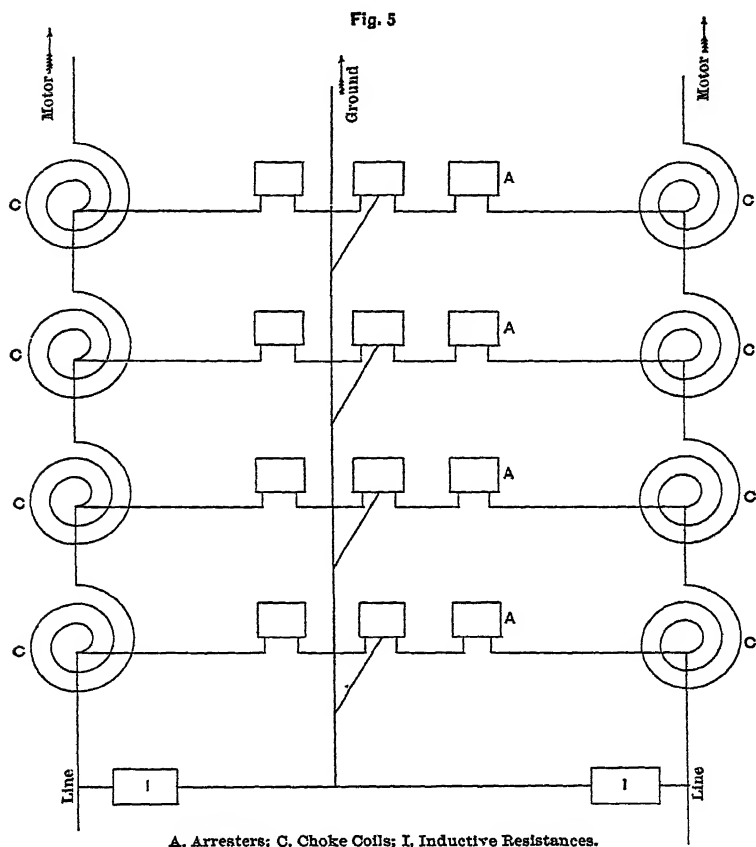 Fig. 5
Motor
Ground
Motor
A
C
C
A
C
C
A
C
C
A
C
C
Line
I
I
Line
A. Arresters; C. Choke Coils; I. Inductive Resistances.